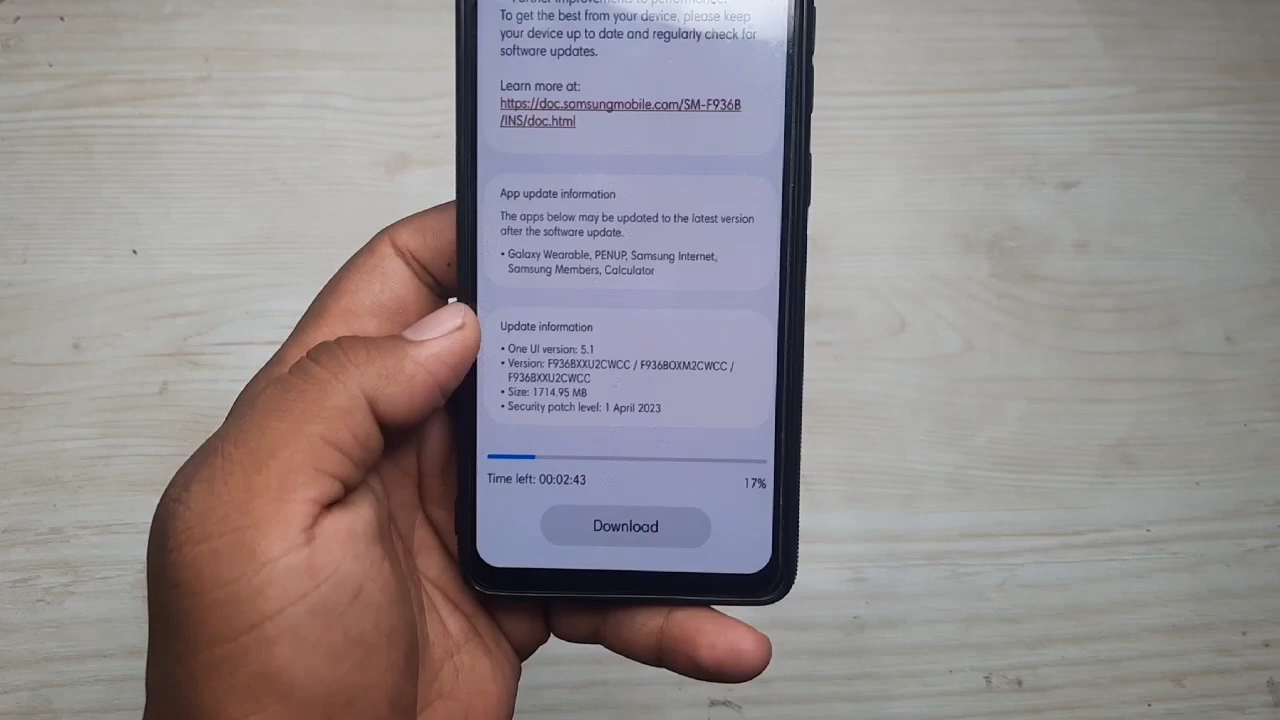 To get the best from your device, please keep
your device up to date and regularly check for
software updates.
Learn more at:
https://doc.samsungmobile.com/SM-F936B
/INS/doc.html
App update information
The apps below may be updated to the latest version
after the software update.
• Galaxy Wearable, PENUP, Samsung Internet,
Samsung Members, Calculator
Update information
• One UI version: 5.1
• Version: F936BXXU2CWCC / F936BOXM2CWCC /
F936BXXU2CWCC
• Size: 1714.95 MB
• Security patch level: 1 April 2023
Time left: 00:02:43
17%
Download